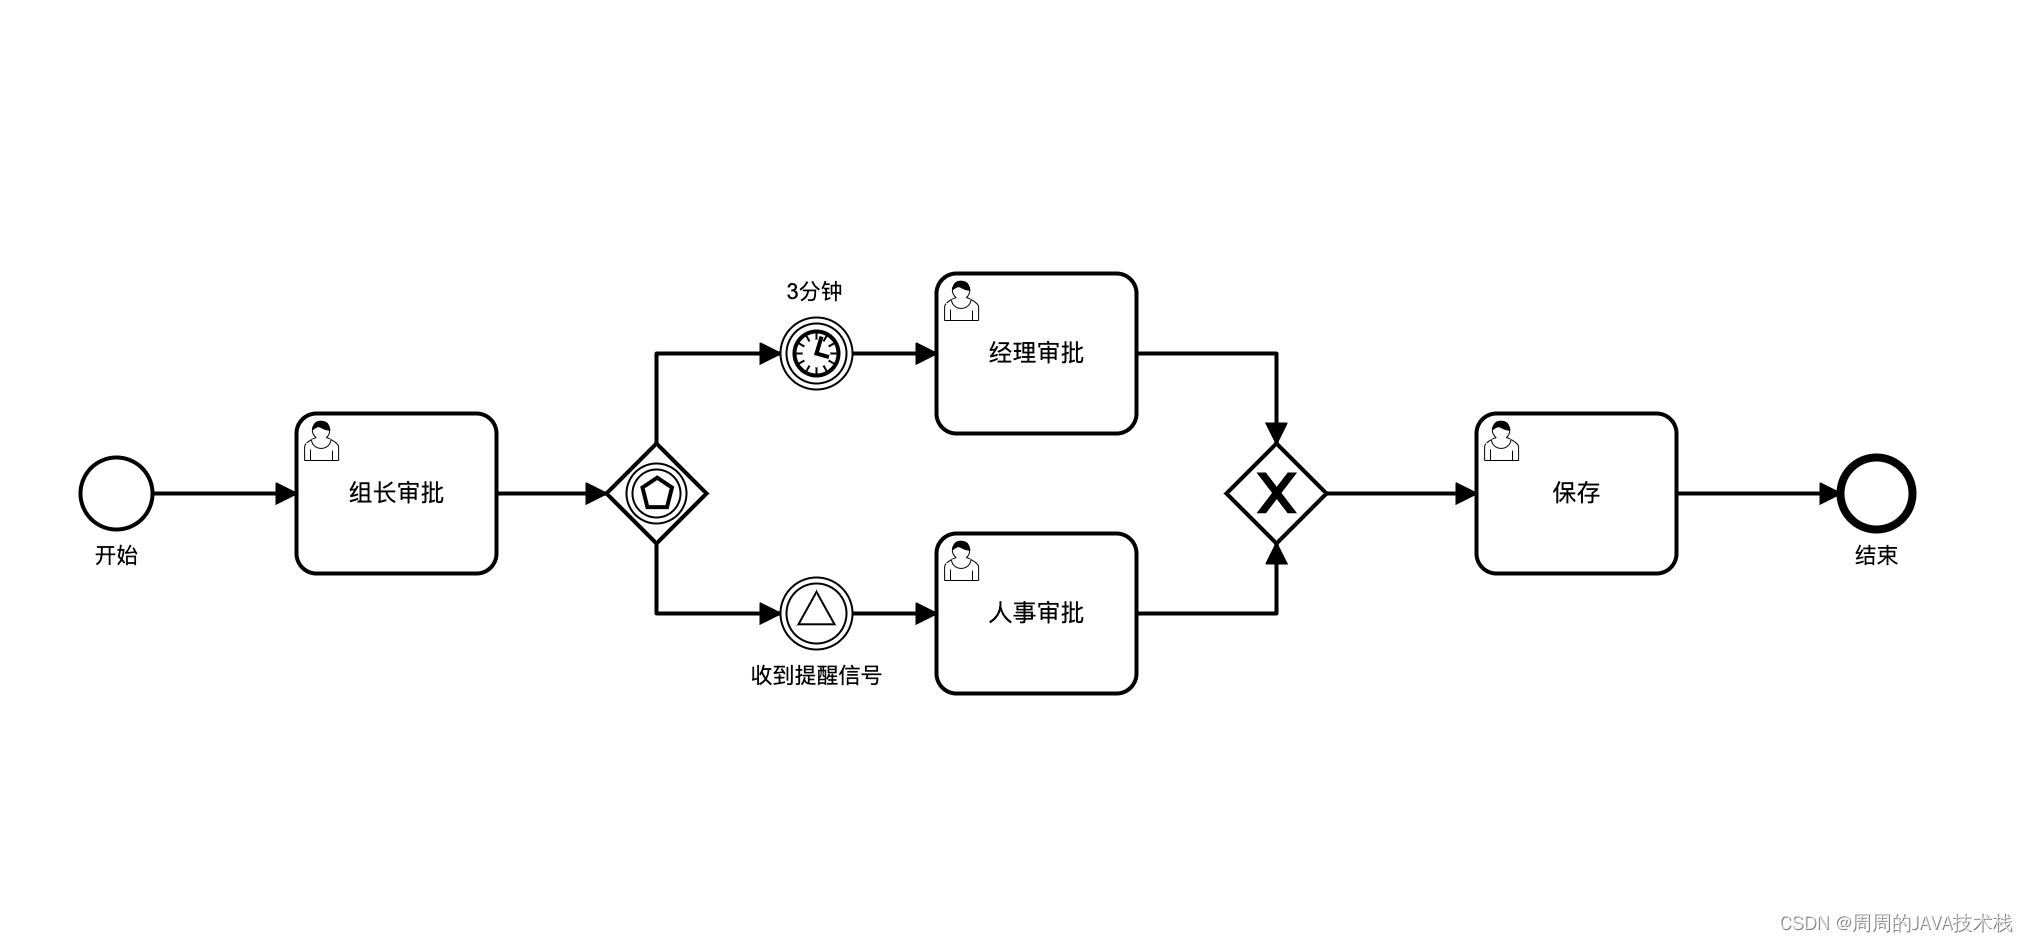 3分钟
经理审批
组长审批
开始
收到提醒信号
人事审批
X
保存
结束
CSDN @周周的JAVA技术栈